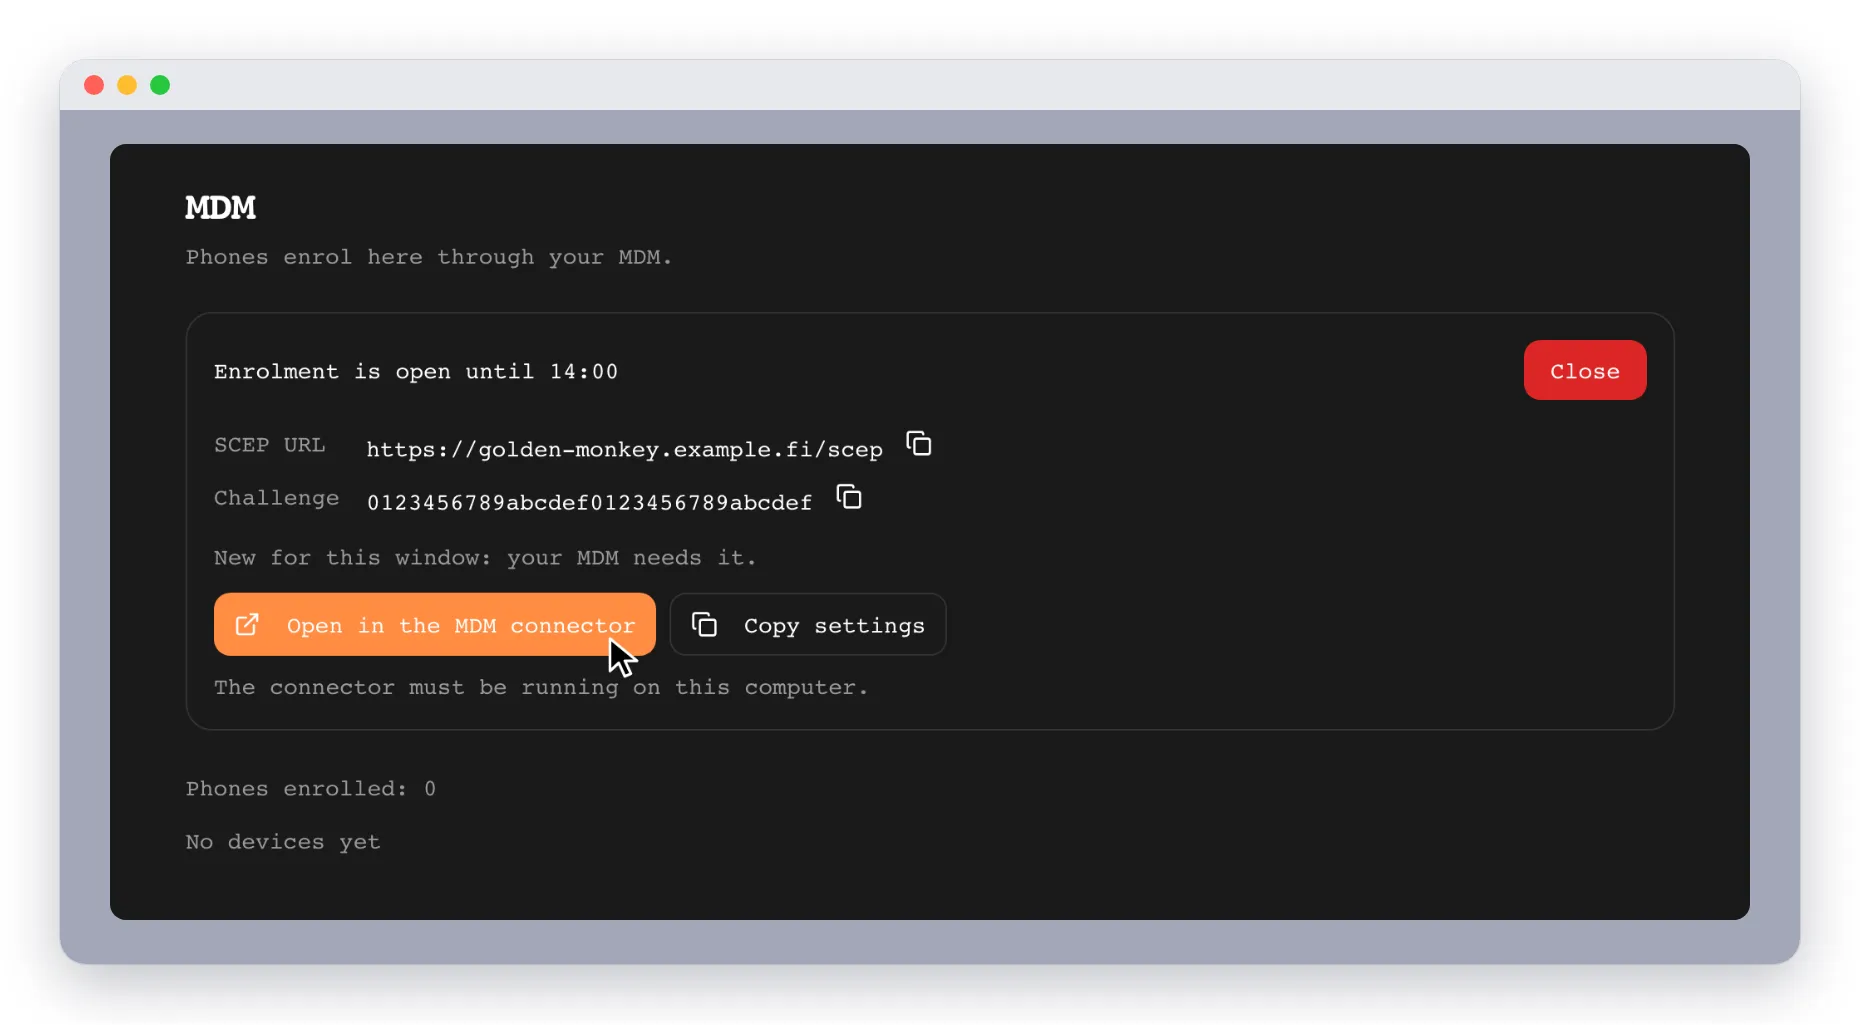 MDM
Phones enrol here through your MDM.
Enrolment is open until 14:00
Close
SCEP URL https://golden-monkey.example.fi/scep
Challenge 0123456789abcdef0123456789abcdef
New for this window: your MDM needs it.
Open in the MDM connector
Copy settings
The connector must be running on this computer.
Phones enrolled: 0
No devices yet